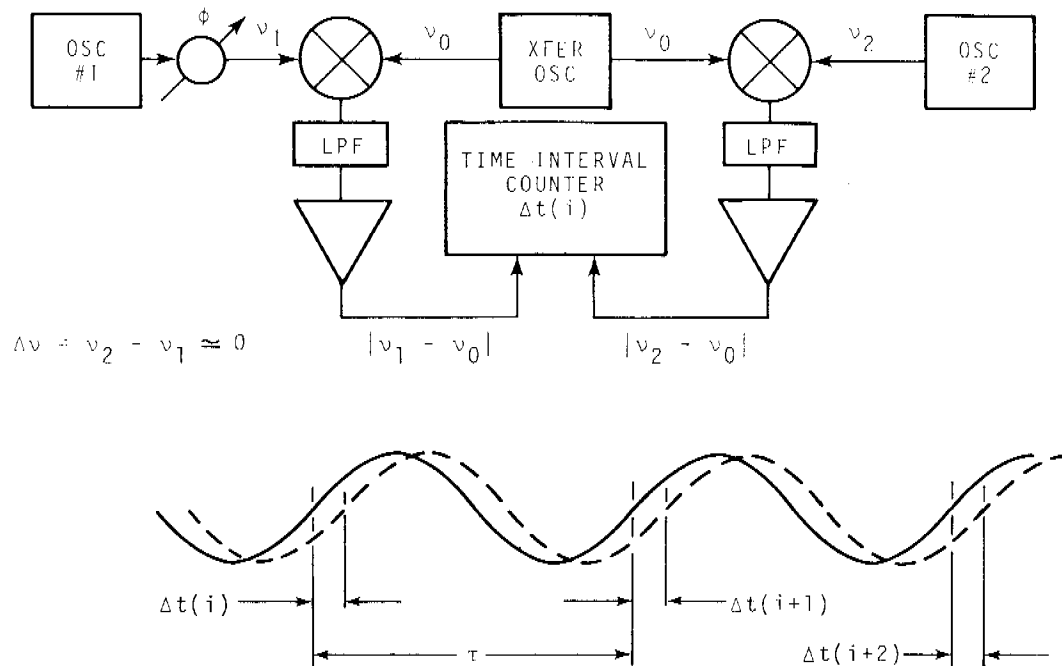 OSC
#1
ϕ
ν1
ν0
XFER
OSC
ν0
ν2
OSC
#2
LPF
TIME INTERVAL
COUNTER
Δt(i)
LPF
Δν = ν2 - ν1 ≃ 0
|ν1 - ν0|
|ν2 - ν0|
Δt(i)
Δt(i+1)
τ
Δt(i+2)